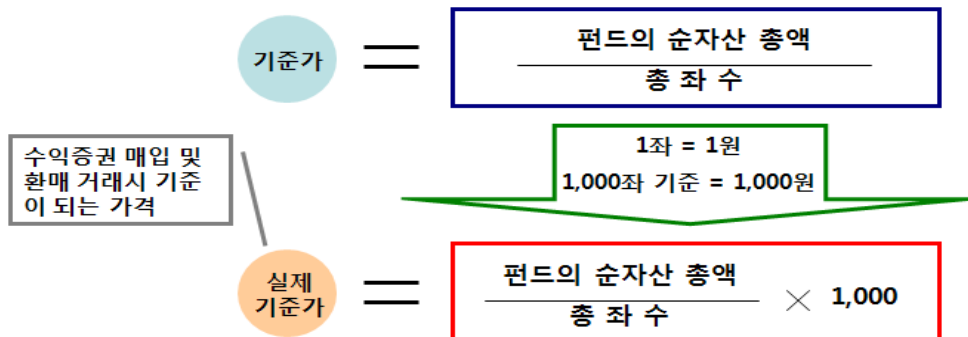 기준가
펀드의 순자산 총액
총 좌 수
1좌 = 1원
1,000좌 기준 = 1,000원
수익증권 매입 및
환매 거래시 기준
이 되는 가격
실제
기준가
펀드의 순자산 총액
총 좌 수
× 1,000